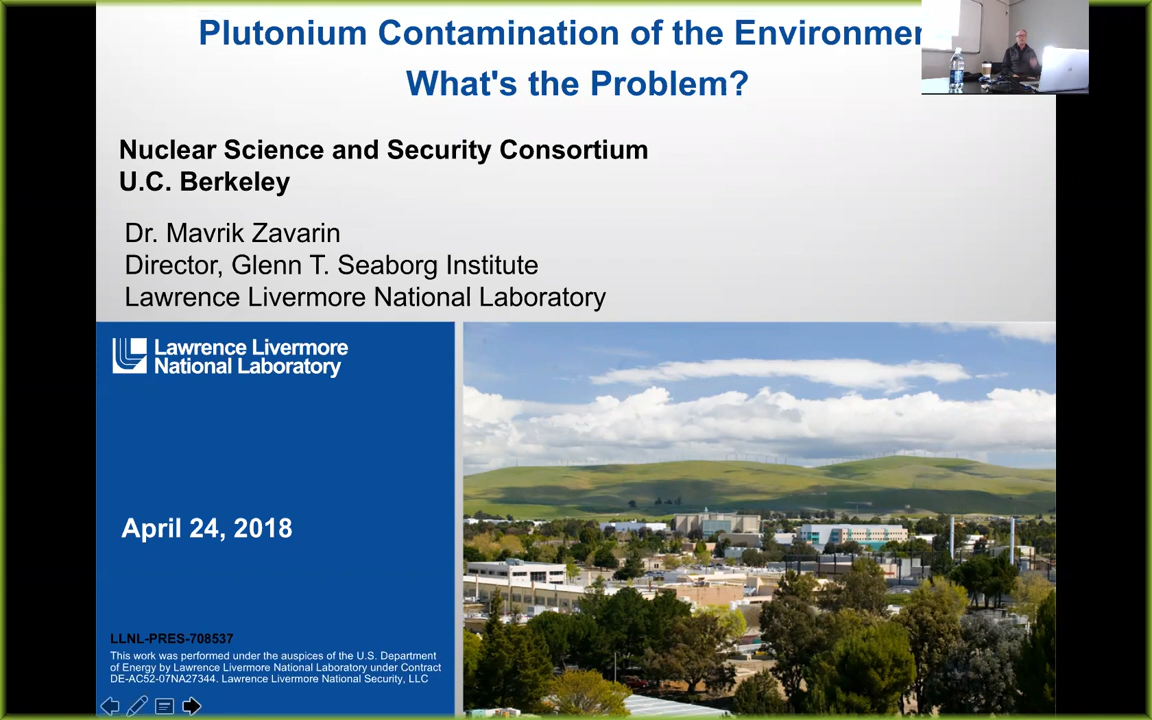 Plutonium Contamination of the Environmen
What's the Problem?
Nuclear Science and Security Consortium
U.C. Berkeley
Dr. Mavrik Zavarin
Director, Glenn T. Seaborg Institute
Lawrence Livermore National Laboratory
Lawrence Livermore
National Laboratory
April 24, 2018
LLNL-PRES-708537
This work was performed under the auspices of the U.S. Department
of Energy by Lawrence Livermore National Laboratory under Contract
DE-AC52-07NA27344. Lawrence Livermore National Security, LLC